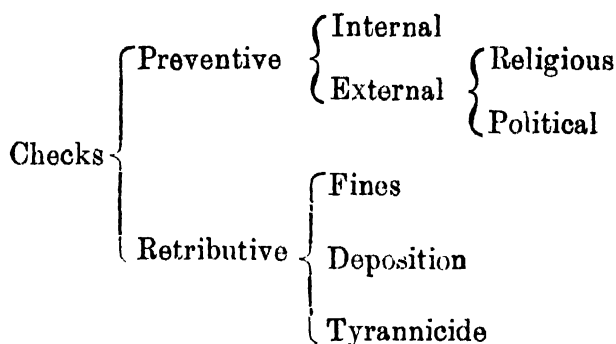 Internal
Preventive
Religious
External
Political
Checks
Fines
Retributive
Deposition
Tyrannicide